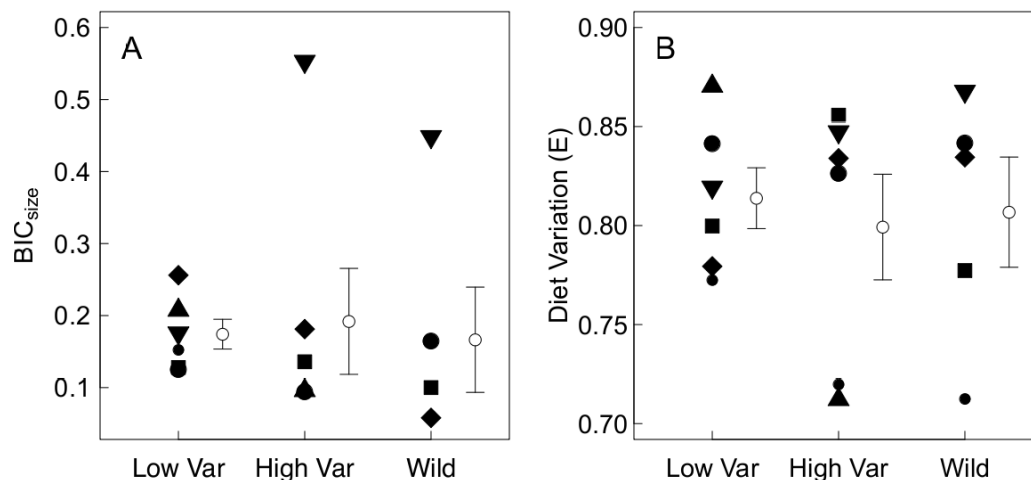 A
0.6
0.5
0.4
0.3
0.2
0.1
BICsize
Low Var
High Var
Wild
B
0.90
0.85
0.80
0.75
0.70
Diet Variation (E)
Low Var
High Var
Wild